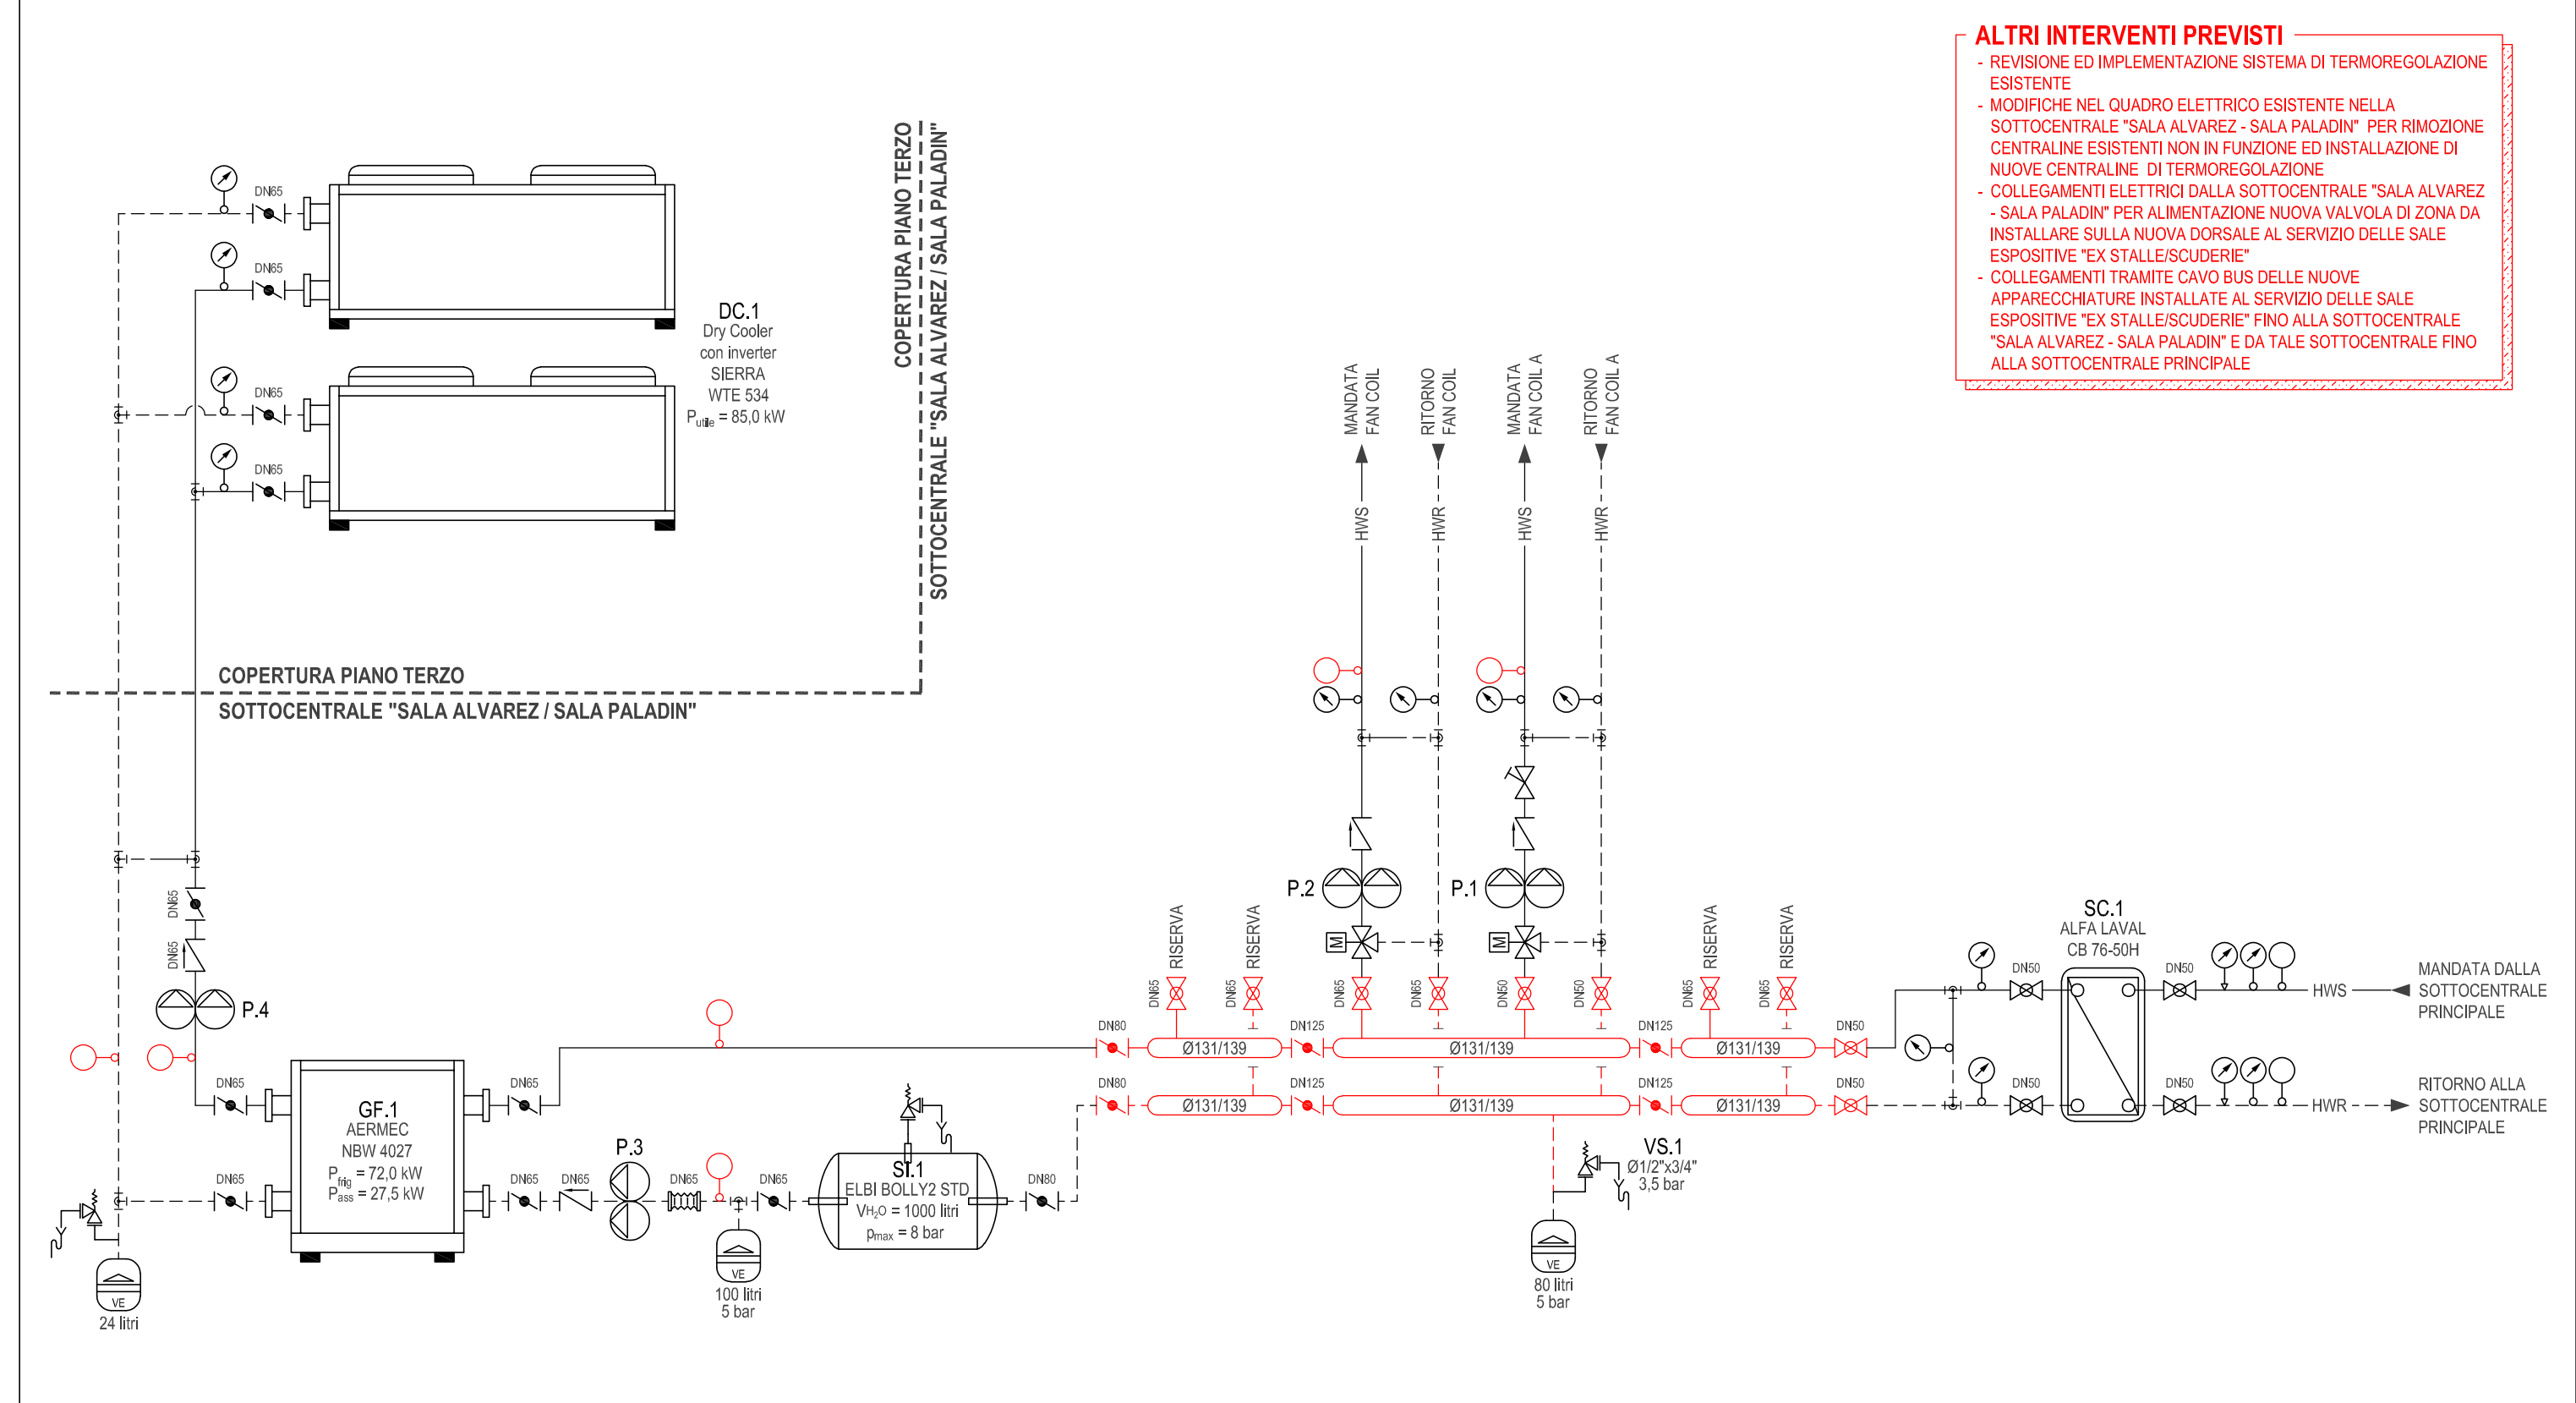 ALTRI INTERVENTI PREVISTI
- REVISIONE ED IMPLEMENTAZIONE SISTEMA DI TERMOREGOLAZIONE
ESISTENTE
- MODIFICHE NEL QUADRO ELETTRICO ESISTENTE NELLA
SOTTOCENTRALE "SALA ALVAREZ - SALA PALADIN" PER RIMOZIONE
CENTRALINE ESISTENTI NON IN FUNZIONE ED INSTALLAZIONE DI
NUOVE CENTRALINE DI TERMOREGOLAZIONE
- COLLEGAMENTI ELETTRICI DALLA SOTTOCENTRALE "SALA ALVAREZ
- SALA PALADIN" PER ALIMENTAZIONE NUOVA VALVOLA DI ZONA DA
INSTALLARE SULLA NUOVA DORSALE AL SERVIZIO DELLE SALE
ESPOSITIVE "EX STALLE/SCUDERIE"
- COLLEGAMENTI TRAMITE CAVO BUS DELLE NUOVE
APPARECCHIATURE INSTALLATE AL SERVIZIO DELLE SALE
ESPOSITIVE "EX STALLE/SCUDERIE" FINO ALLA SOTTOCENTRALE
"SALA ALVAREZ - SALA PALADIN" E DA TALE SOTTOCENTRALE FINO
ALLA SOTTOCENTRALE PRINCIPALE
DN65
DN65
DN65
DN65
DC.1
Dry Cooler
con inverter
SIERRA
WTE 534
Putile = 85,0 kW
COPERTURA PIANO TERZO
SOTTOCENTRALE "SALA ALVAREZ / SALA PALADIN"
COPERTURA PIANO TERZO
SOTTOCENTRALE "SALA ALVAREZ / SALA PALADIN"
MANDATA
FAN COIL
RITORNO
FAN COIL
MANDATA
FAN COIL A
RITORNO
FAN COIL A
HWS
HWR
HWS
HWR
DN65
DN65
P.4
P.2
P.1
M
M
RISERVA
RISERVA
RISERVA
RISERVA
DN65
DN65
DN65
DN65
DN50
DN50
DN65
DN65
DN80
Ø131/139
DN125
Ø131/139
DN125
Ø131/139
DN50
DN80
Ø131/139
DN125
Ø131/139
DN125
Ø131/139
DN50
SC.1
ALFA LAVAL
CB 76-50H
DN50
DN50
DN50
DN50
HWS
MANDATA DALLA
SOTTOCENTRALE
PRINCIPALE
HWR
RITORNO ALLA
SOTTOCENTRALE
PRINCIPALE
DN65
DN65
DN65
DN65
GF.1
AERMEC
NBW 4027
Pfrig = 72,0 kW
Pass = 27,5 kW
DN65
P.3
DN65
DN65
SI.1
ELBI BOLLY2 STD
VH2O = 1000 litri
pmax = 8 bar
DN80
VS.1
Ø1/2"x3/4"
3,5 bar
VE
24 litri
VE
100 litri
5 bar
VE
80 litri
5 bar